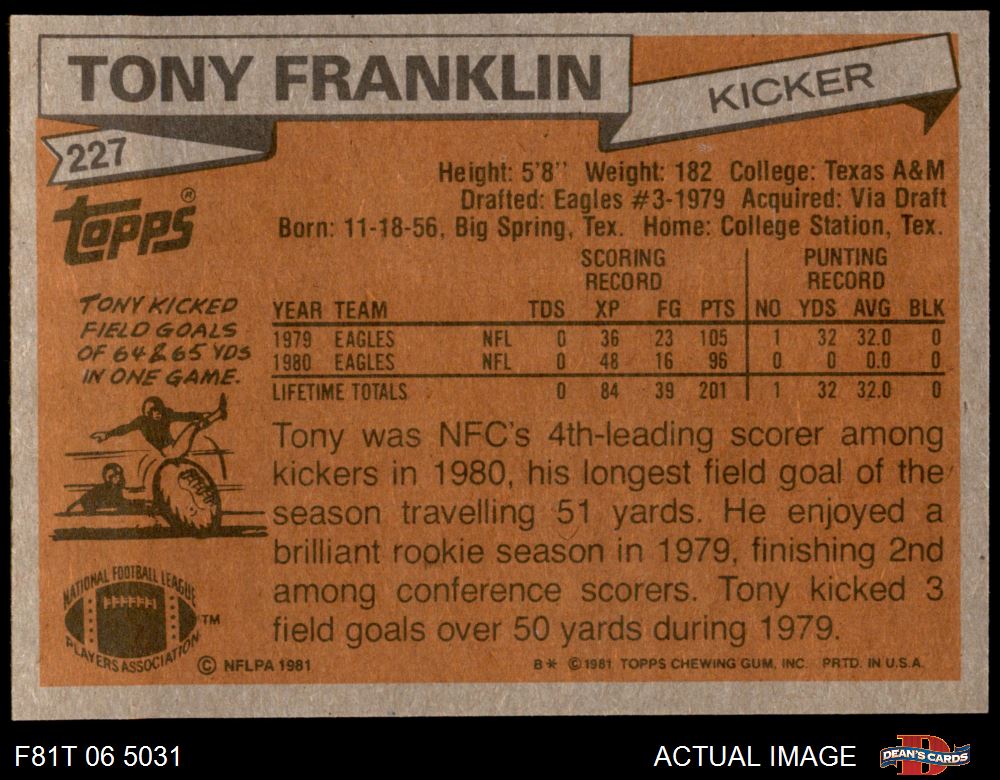 TONY FRANKLIN
KICKER
227
Topps®
Height: 5'8" Weight: 182 College: Texas A&M
Drafted: Eagles #3-1979 Acquired: Via Draft
Born: 11-18-56, Big Spring, Tex. Home: College Station, Tex.
TONY KICKED
FIELD GOALS
OF 64 & 65 YDS
IN ONE GAME.
SCORING RECORD PUNTING RECORD
YEAR TEAM TDS XP FG PTS NO YDS AVG BLK
1979 EAGLES NFL 0 36 23 105 1 32 32.0 0
1980 EAGLES NFL 0 48 16 96 0 0 0.0 0
LIFETIME TOTALS 0 84 39 201 1 32 32.0 0
Tony was NFC's 4th-leading scorer among
kickers in 1980, his longest field goal of the
season travelling 51 yards. He enjoyed a
brilliant rookie season in 1979, finishing 2nd
among conference scorers. Tony kicked 3
field goals over 50 yards during 1979.
NATIONAL FOOTBALL LEAGUE
PLAYERS ASSOCIATION
TM
© NFLPA 1981
B* © 1981 TOPPS CHEWING GUM, INC. PRTD. IN U.S.A.
F81T 06 5031
ACTUAL IMAGE
DEAN'S CARDS